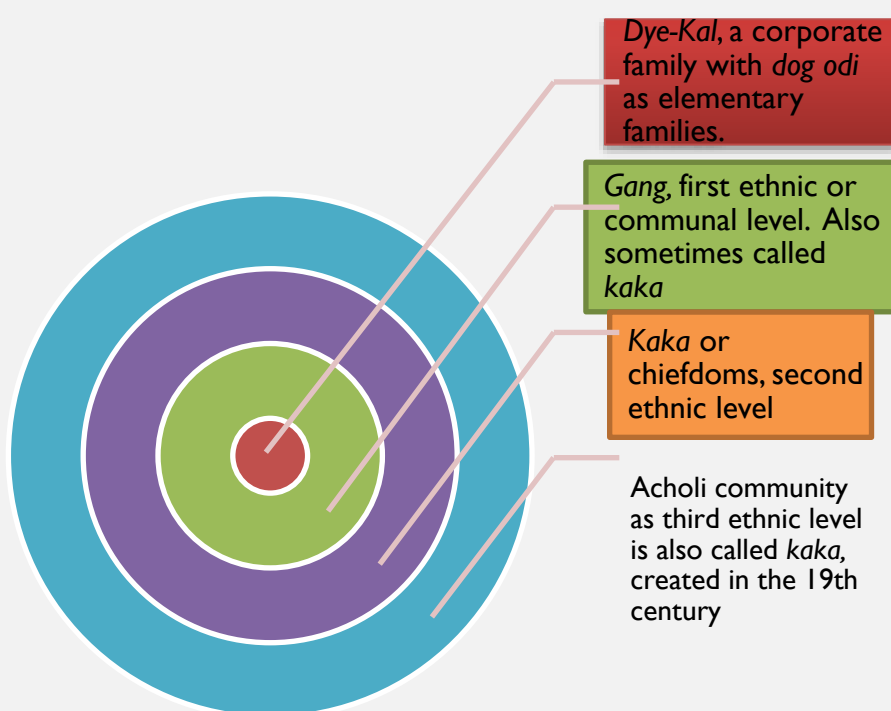 Dye-Kal, a corporate
family with dog odi
as elementary
families.
Gang, first ethnic or
communal level. Also
sometimes called
kaka
Kaka or
chiefdoms, second
ethnic level
Acholi community
as third ethnic level
is also called kaka,
created in the 19th
century